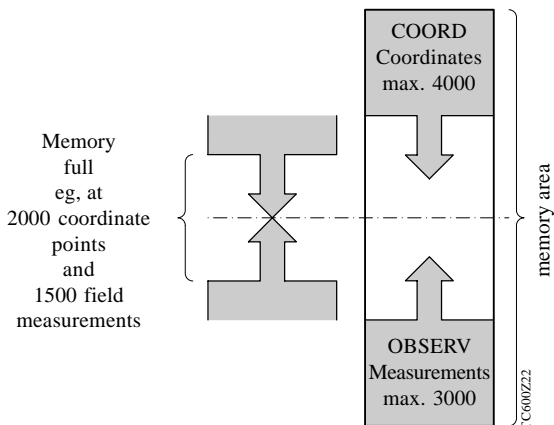 Memory
full
eg, at
2000 coordinate
points
and
1500 field
measurements
COORD
Coordinates
max. 4000
OBSERV
Measurements
max. 3000
memory area
TC600Z22